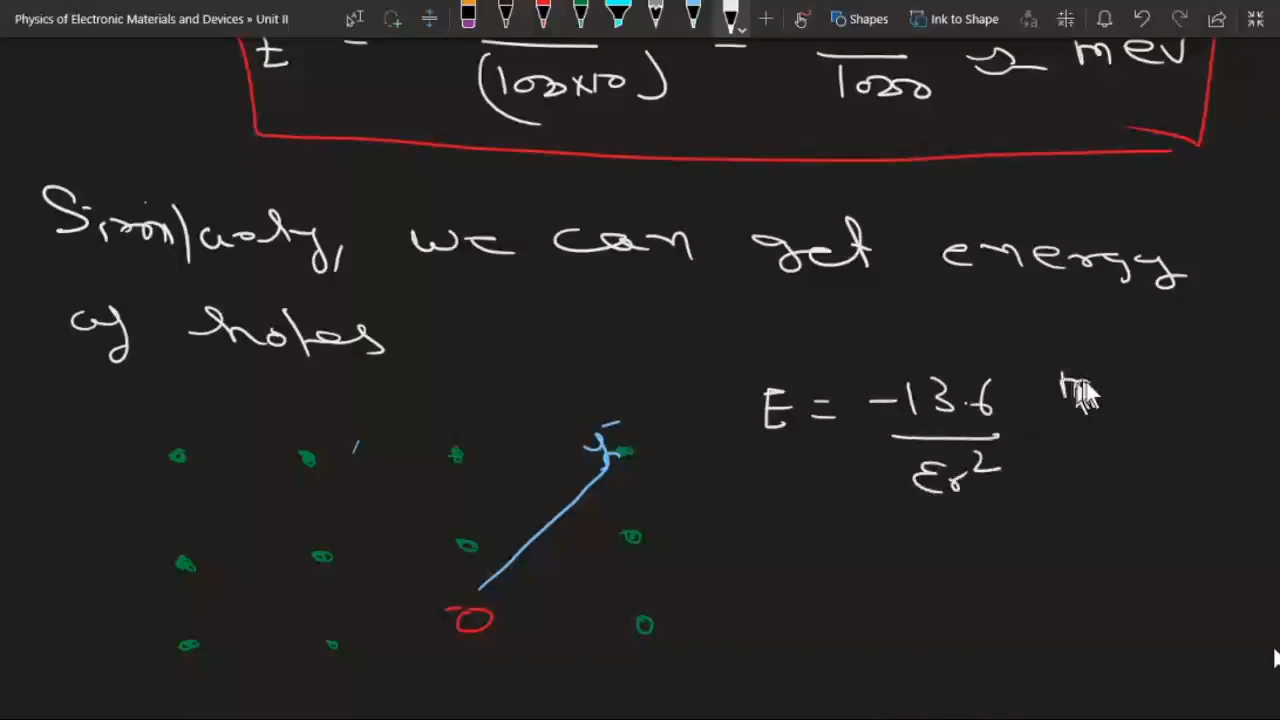 Physics of Electronic Materials and Devices » Unit II
Shapes
Ink to Shape
E = (100×10) = 1000 ~ meV
Similarly, we can get energy
of holes
E = -13.6 m
εr²